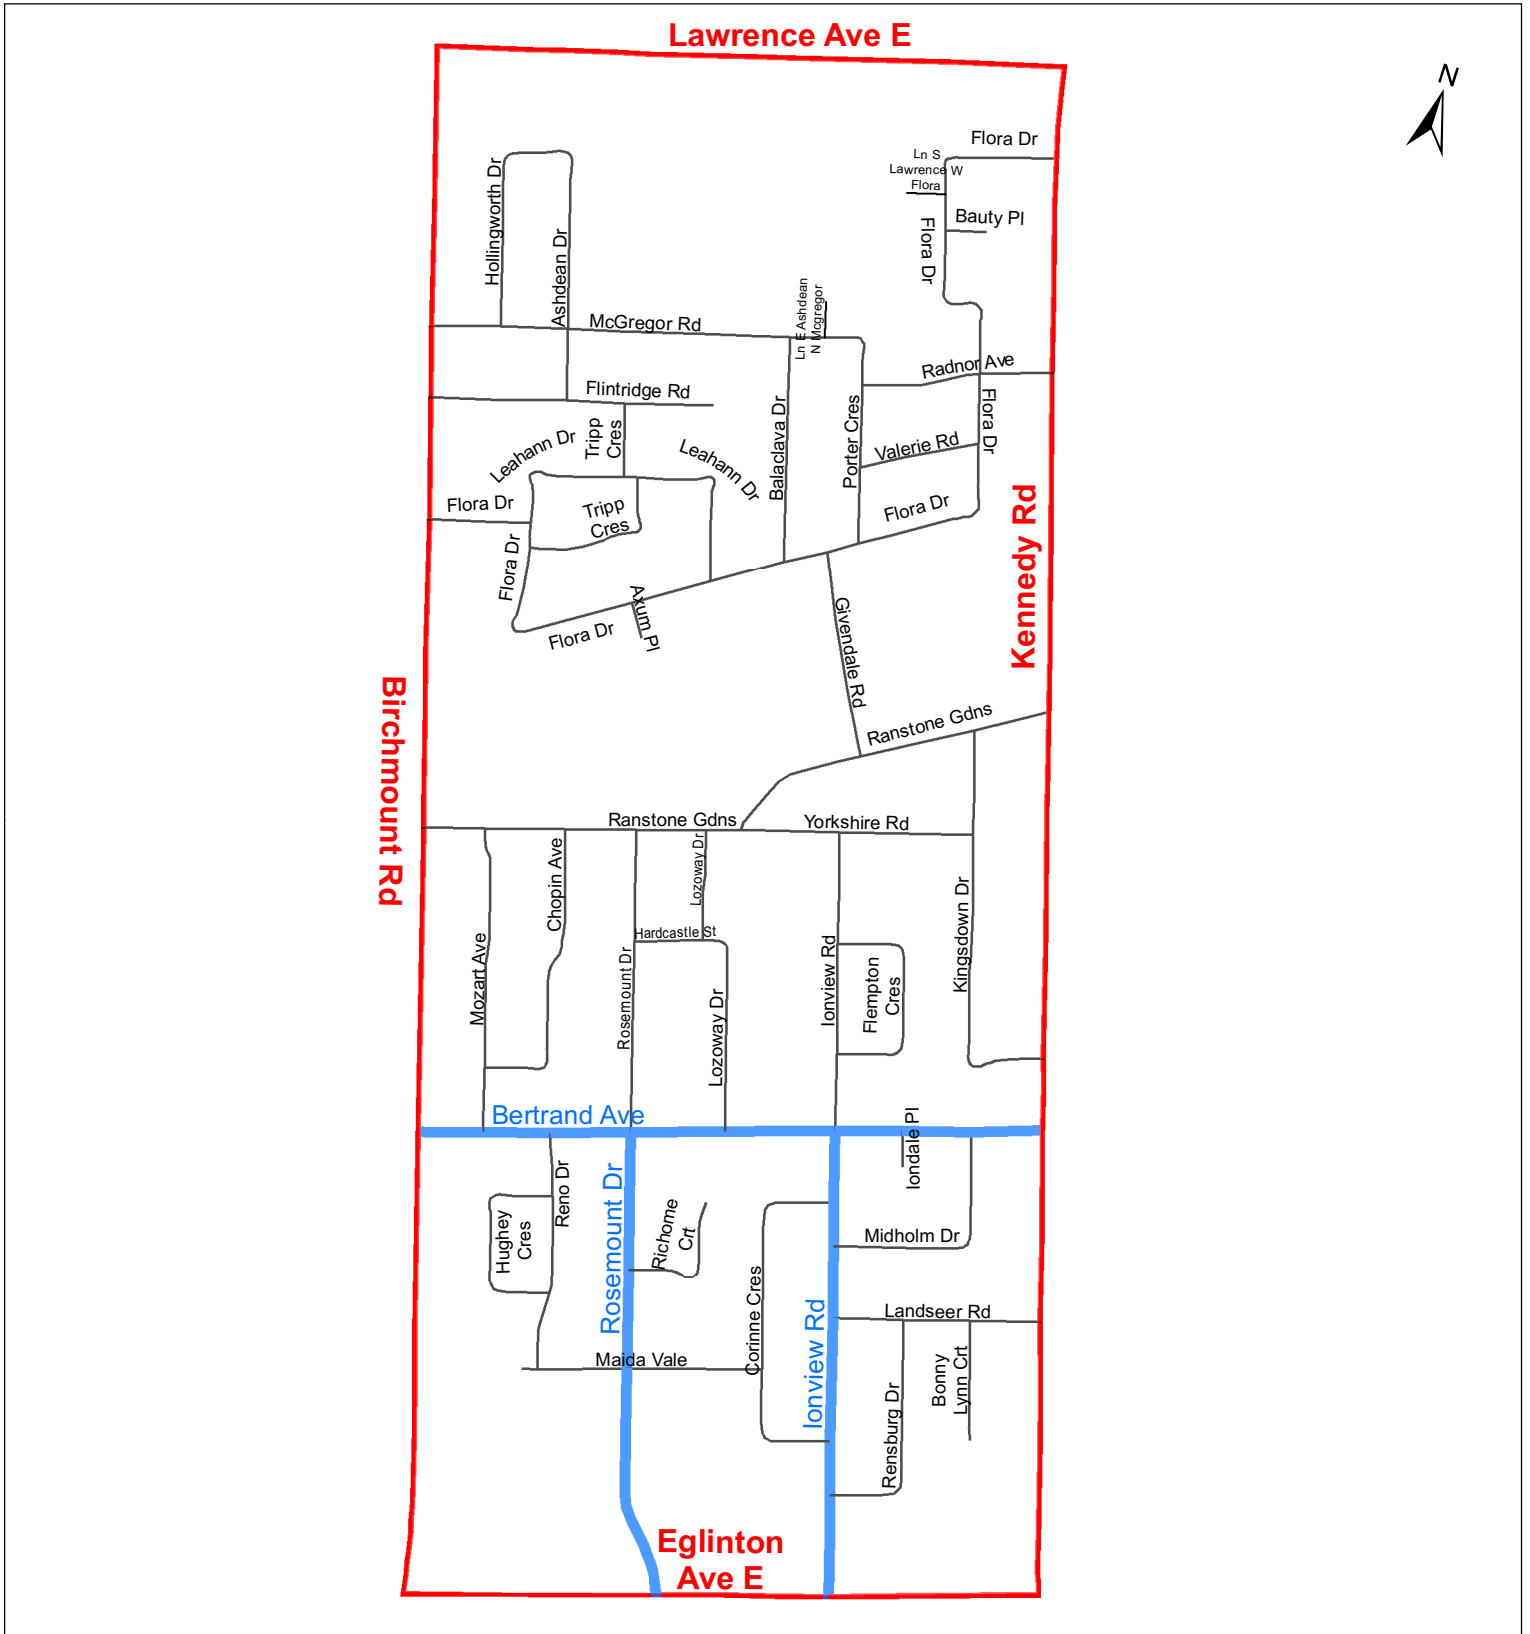 Lawrence Ave E
N
Flora Dr
Ln S
Lawrence W
Flora
Bauty Pl
Flora Dr
Hollingworth Dr
Ashdean Dr
McGregor Rd
Ln E Ashdean
N Mcgregor
Radnor Ave
Flintridge Rd
Flora Dr
Balaclava Dr
Porter Cres
Valerie Rd
Leahann Dr
Tripp
Cres
Leahann Dr
Flora Dr
Tripp
Cres
Flora Dr
Flora Dr
Kennedy Rd
Axum Pl
Flora Dr
Givendale Rd
Birchmount Rd
Ranstone Gdns
Ranstone Gdns
Yorkshire Rd
Lozoway Dr
Chopin Ave
Hardcastle St
Mozart Ave
Rosemount Dr
Lozoway Dr
Ionview Rd
Flempton
Cres
Kingsdown Dr
Bertrand Ave
Iondale Pl
Reno Dr
Hughey
Cres
Rosemount Dr
Richome
Crt
Midholm Dr
Corinne Cres
Ionview Rd
Landseer Rd
Maida Vale
Rensburg Dr
Bonny
Lynn Crt
Eglinton
Ave E